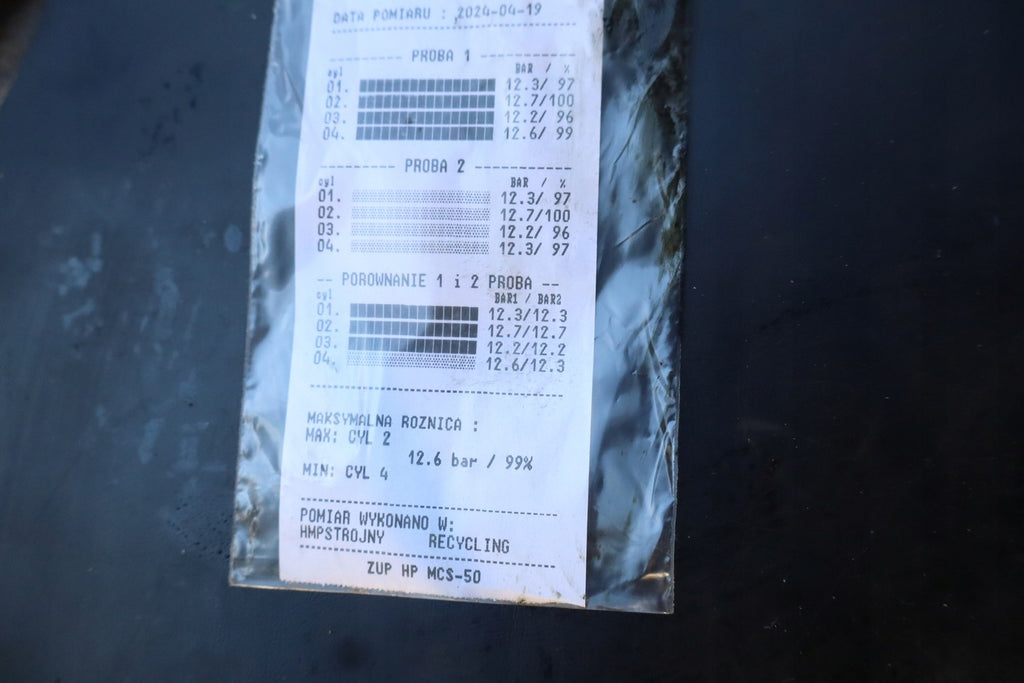 DATA POMIARU : 2024-04-19
PROBA 1
cyl BAR / %
01. 12.3/ 97
02. 12.7/100
03. 12.2/ 96
04. 12.6/ 99
PROBA 2
cyl BAR / %
01. 12.3/ 97
02. 12.7/100
03. 12.2/ 96
04. 12.3/ 97
-- POROWNANIE 1 i 2 PROBA --
cyl BAR1 / BAR2
01. 12.3/12.3
02. 12.7/12.7
03. 12.2/12.2
04. 12.6/12.3
MAKSYMALNA ROZNICA :
MAX: CYL 2
12.6 bar / 99%
MIN: CYL 4
POMIAR WYKONANO W:
HMPSTROJNY RECYCLING
ZUP HP MCS-50